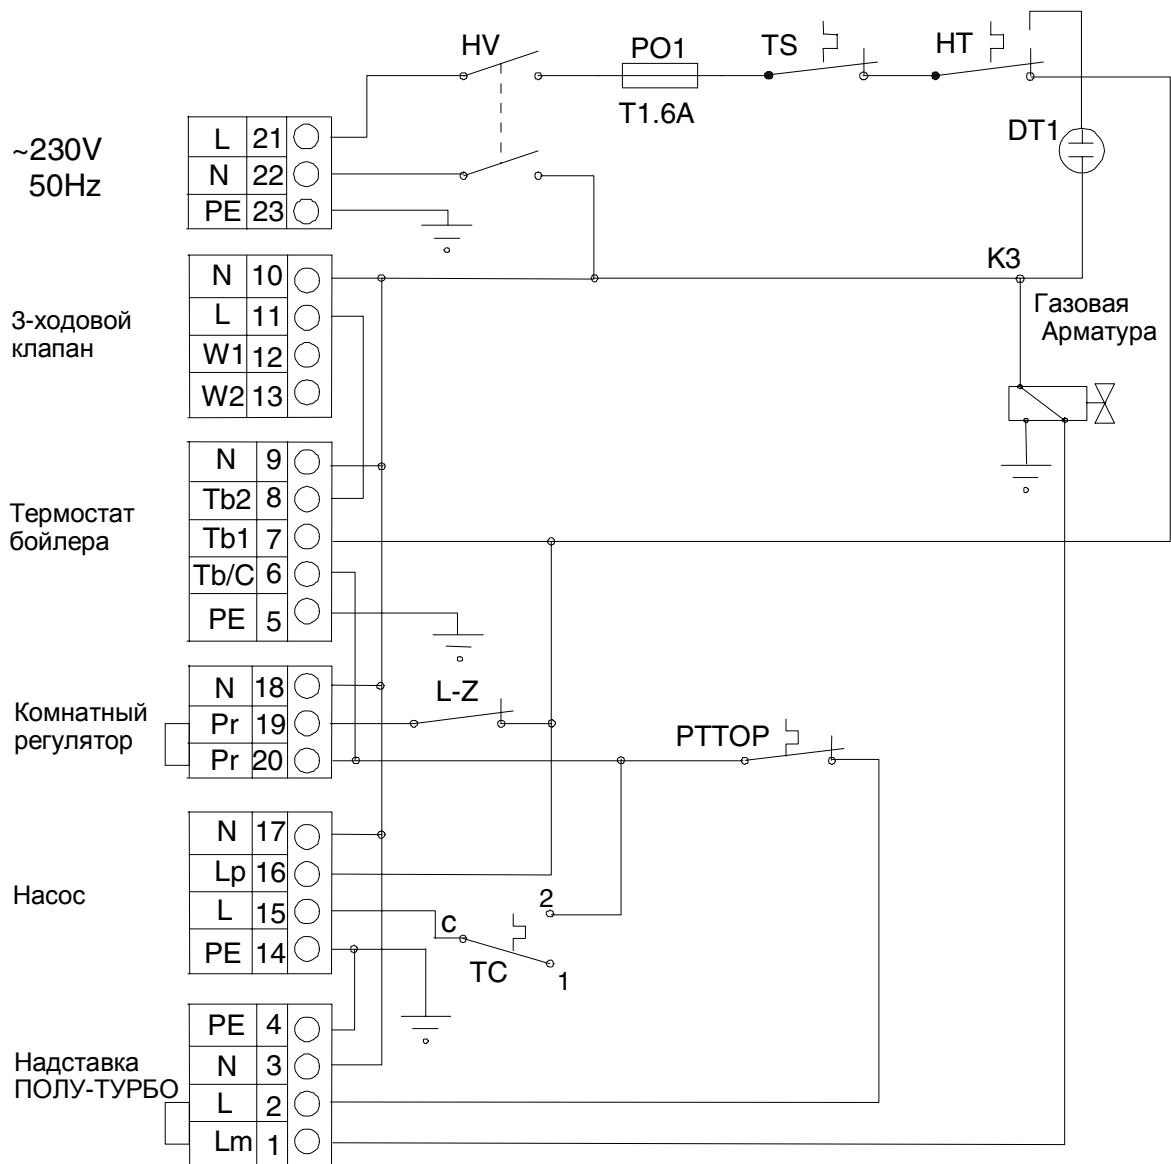 HV
PO1
T1.6A
TS
HT
DT1
~230V
50Hz
L 21
N 22
PE 23
K3
Газовая
Арматура
3-ходовой
клапан
N 10
L 11
W1 12
W2 13
Термостат
бойлера
N 9
Tb2 8
Tb1 7
Tb/C 6
PE 5
Комнатный
регулятор
N 18
Pr 19
Pr 20
L-Z
PTTOP
Насос
N 17
Lp 16
L 15
PE 14
c
2
TC
1
Надставка
ПОЛУ-ТУРБО
PE 4
N 3
L 2
Lm 1